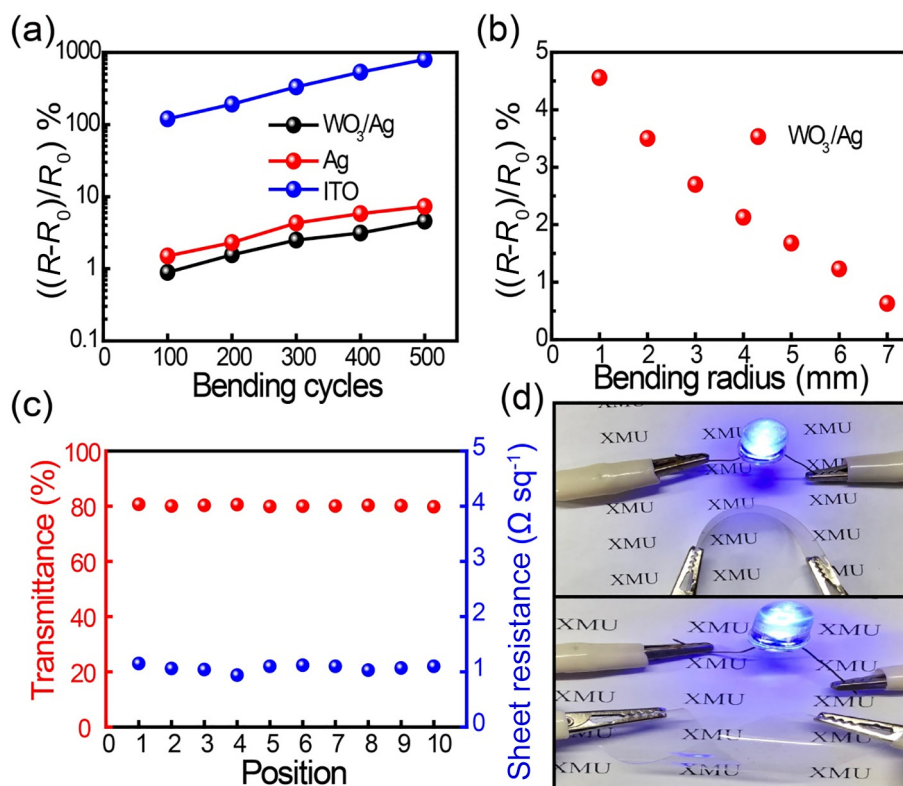 (a)
((R-R₀)/R₀) %
1000
100
10
1
0.1
WO₃/Ag
Ag
ITO
0 100 200 300 400 500
Bending cycles
(b)
((R-R₀)/R₀) %
5
4
3
2
1
0
WO₃/Ag
0 1 2 3 4 5 6 7
Bending radius (mm)
(c)
Transmittance (%)
100
80
60
40
20
0
5
4
3
2
1
0
Sheet resistance (Ω sq⁻¹)
0 1 2 3 4 5 6 7 8 9 10
Position
(d)
XMU XMU XMU
XMU XMU
XMU XMU XMU
XMU XMU XMU
XMU XMU
XMU XMU
XMU XMU
XMU XMU XMU
XMU XMU XMU